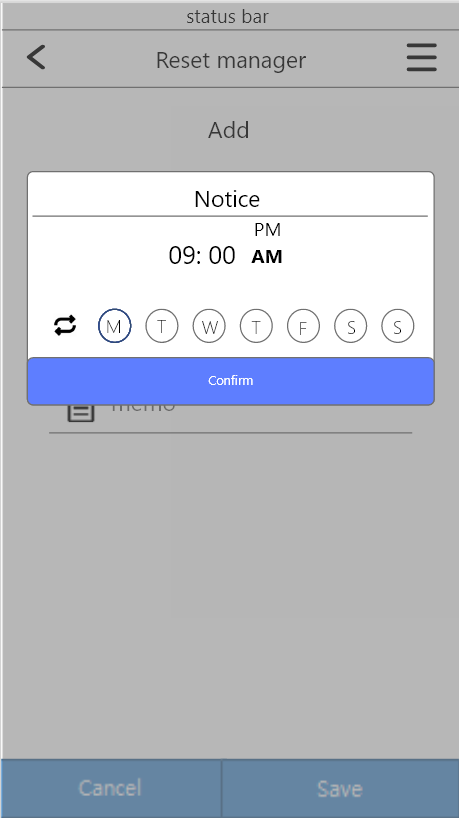 status bar
Reset manager
Add
Notice
PM
09: 00 AM
M T W T F S S
Confirm
memo
Cancel Save